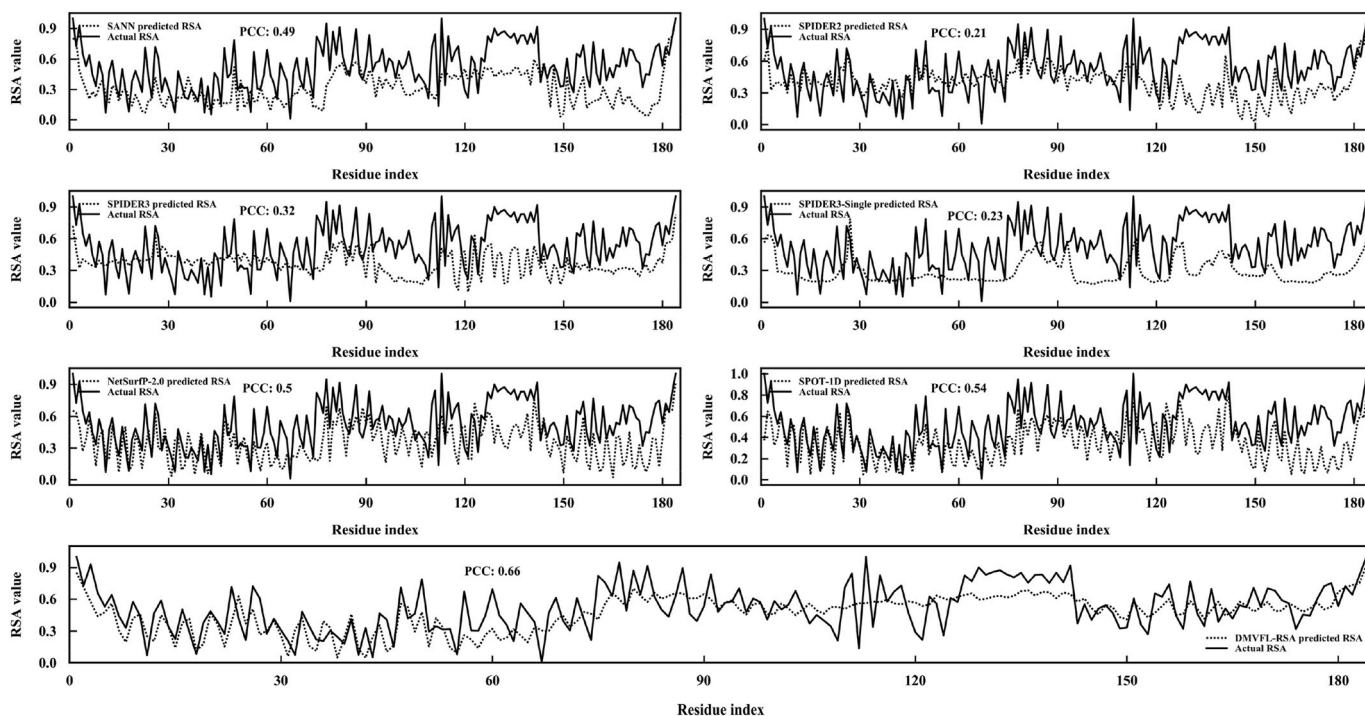 SANN predicted RSA
Actual RSA
PCC: 0.49
RSA value
0.9
0.6
0.3
0.0
0 30 60 90 120 150 180
Residue index
SPIDER2 predicted RSA
Actual RSA
PCC: 0.21
RSA value
0.9
0.6
0.3
0.0
0 30 60 90 120 150 180
Residue index
SPIDER3 predicted RSA
Actual RSA
PCC: 0.32
RSA value
0.9
0.6
0.3
0.0
0 30 60 90 120 150 180
Residue index
SPIDER3-Single predicted RSA
Actual RSA
PCC: 0.23
RSA value
0.9
0.6
0.3
0.0
0 30 60 90 120 150 180
Residue index
NetSurfP-2.0 predicted RSA
Actual RSA
PCC: 0.5
RSA value
0.9
0.6
0.3
0.0
0 30 60 90 120 150 180
Residue index
SPOT-1D predicted RSA
Actual RSA
PCC: 0.54
RSA value
1.0
0.8
0.6
0.4
0.2
0.0
0 30 60 90 120 150 180
Residue index
PCC: 0.66
RSA value
0.9
0.6
0.3
0.0
DMVFL-RSA predicted RSA
Actual RSA
0 30 60 90 120 150 180
Residue index